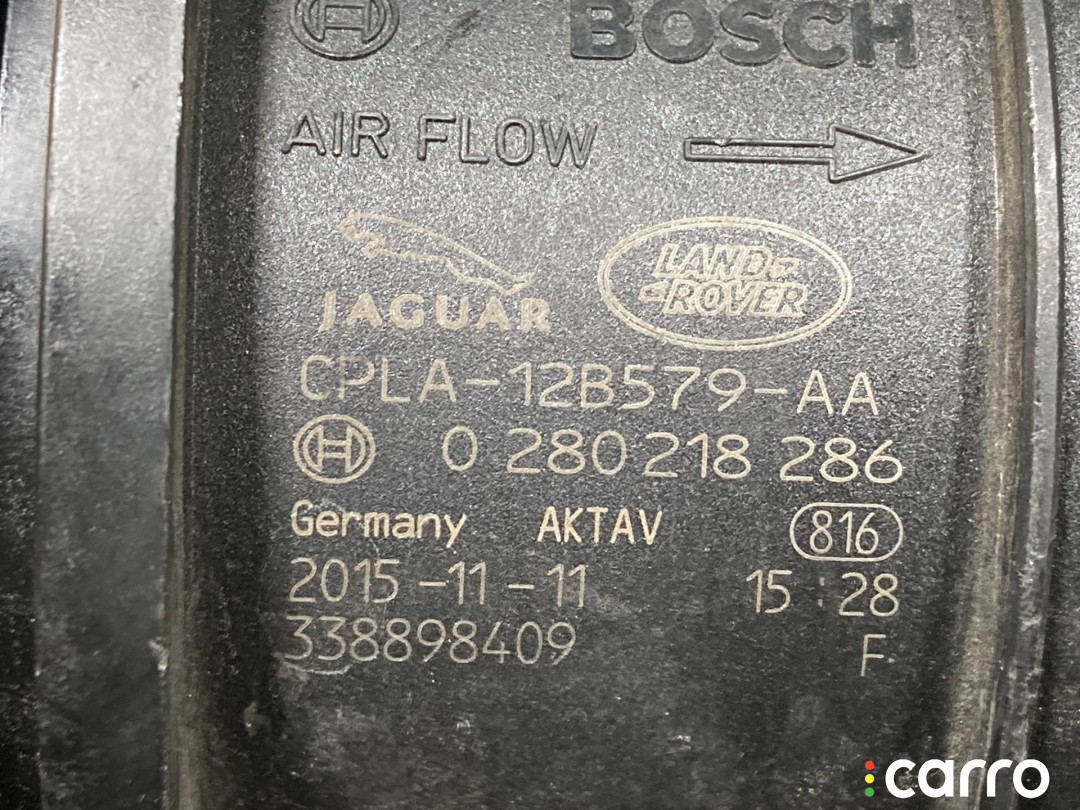 BOSCH
AIR FLOW
JAGUAR
LAND ROVER
CPLA-12B579-AA
0 280 218 286
Germany AKTAV 816
2015-11-11 15:28
338898409 F
carro